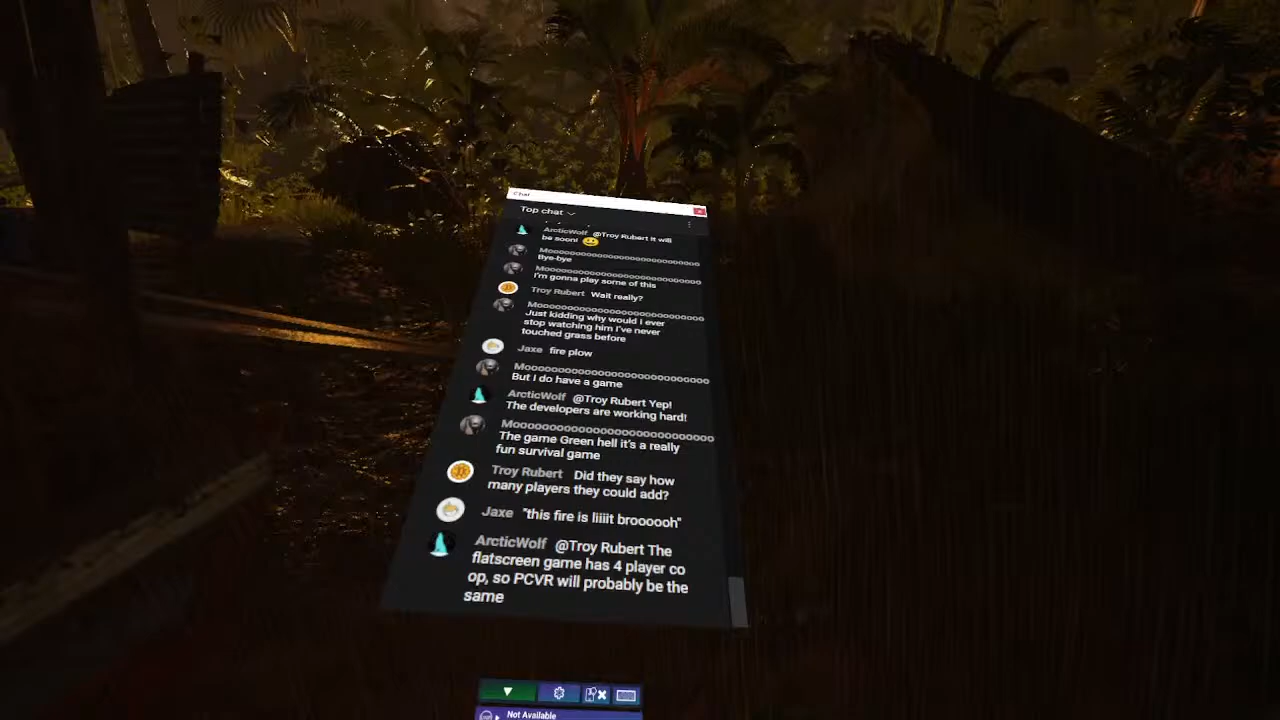 Chat
Top chat
ArcticWolf @Troy Rubert It will
be soon! 😀
Mooooooooooooooooooooooooooo
Bye-bye
Mooooooooooooooooooooooooooo
I'm gonna play some of this
Troy Rubert Wait really?
Mooooooooooooooooooooooooooo
Just kidding why would I ever
stop watching him I've never
touched grass before
Jaxe fire plow
Mooooooooooooooooooooooooooo
But I do have a game
ArcticWolf @Troy Rubert Yep!
The developers are working hard!
Mooooooooooooooooooooooooooo
The game Green hell it's a really
fun survival game
Troy Rubert Did they say how
many players they could add?
Jaxe "this fire is liiiit broooooh"
ArcticWolf @Troy Rubert The
flatscreen game has 4 player co
op, so PCVR will probably be the
same
Not Available